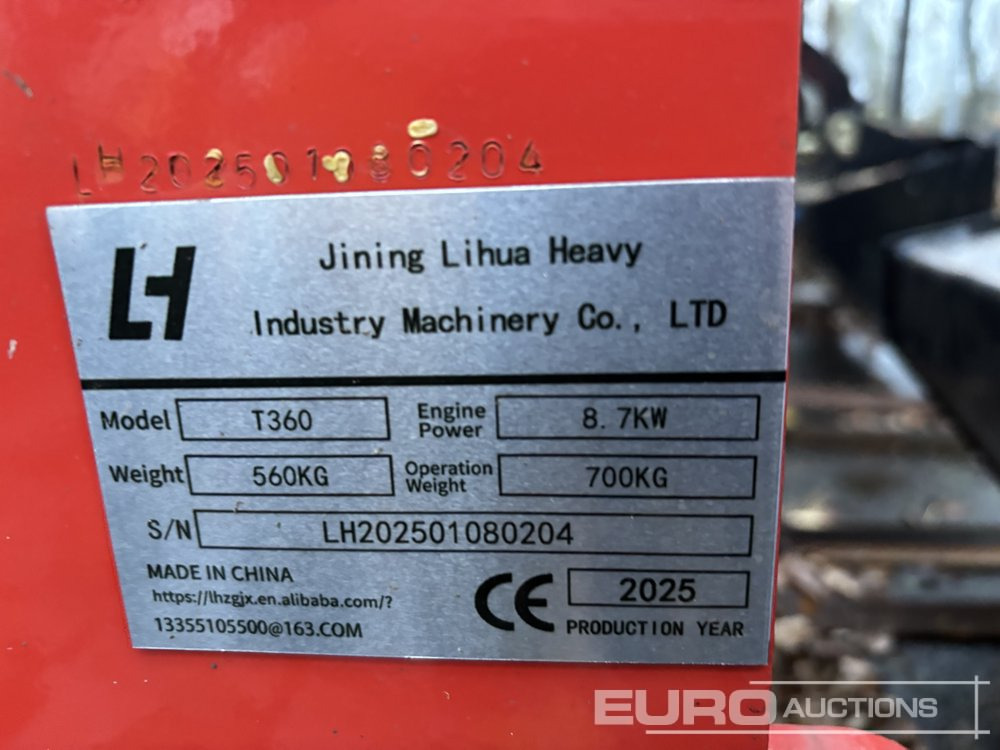 LH202501080204
LH
Jining Lihua Heavy
Industry Machinery Co., LTD
Model T360 Engine Power 8.7KW
Weight 560KG Operation Weight 700KG
S/N LH202501080204
MADE IN CHINA
https://lhzgjx.en.alibaba.com/?
13355105500@163.COM
CE 2025
PRODUCTION YEAR
EURO AUCTIONS